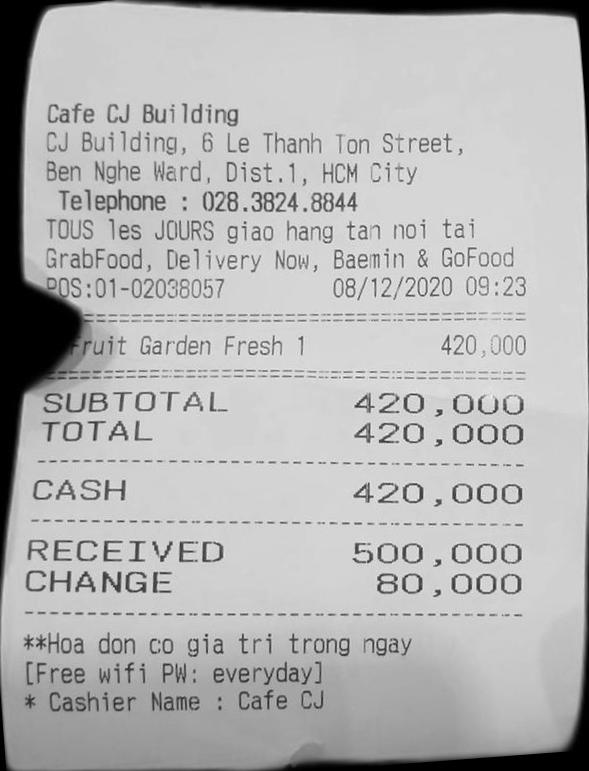 Cafe CJ Building
CJ Building, 6 Le Thanh Ton Street,
Ben Nghe Ward, Dist.1, HCM City
Telephone : 028.3824.8844
TOUS les JOURS giao hang tan noi tai
GrabFood, Delivery Now, Baemin & GoFood
POS:01-02038057 08/12/2020 09:23
Fruit Garden Fresh 1 420,000
SUBTOTAL 420,000
TOTAL 420,000
CASH 420,000
RECEIVED 500,000
CHANGE 80,000
**Hoa don co gia tri trong ngay
[Free wifi PW: everyday]
* Cashier Name : Cafe CJ